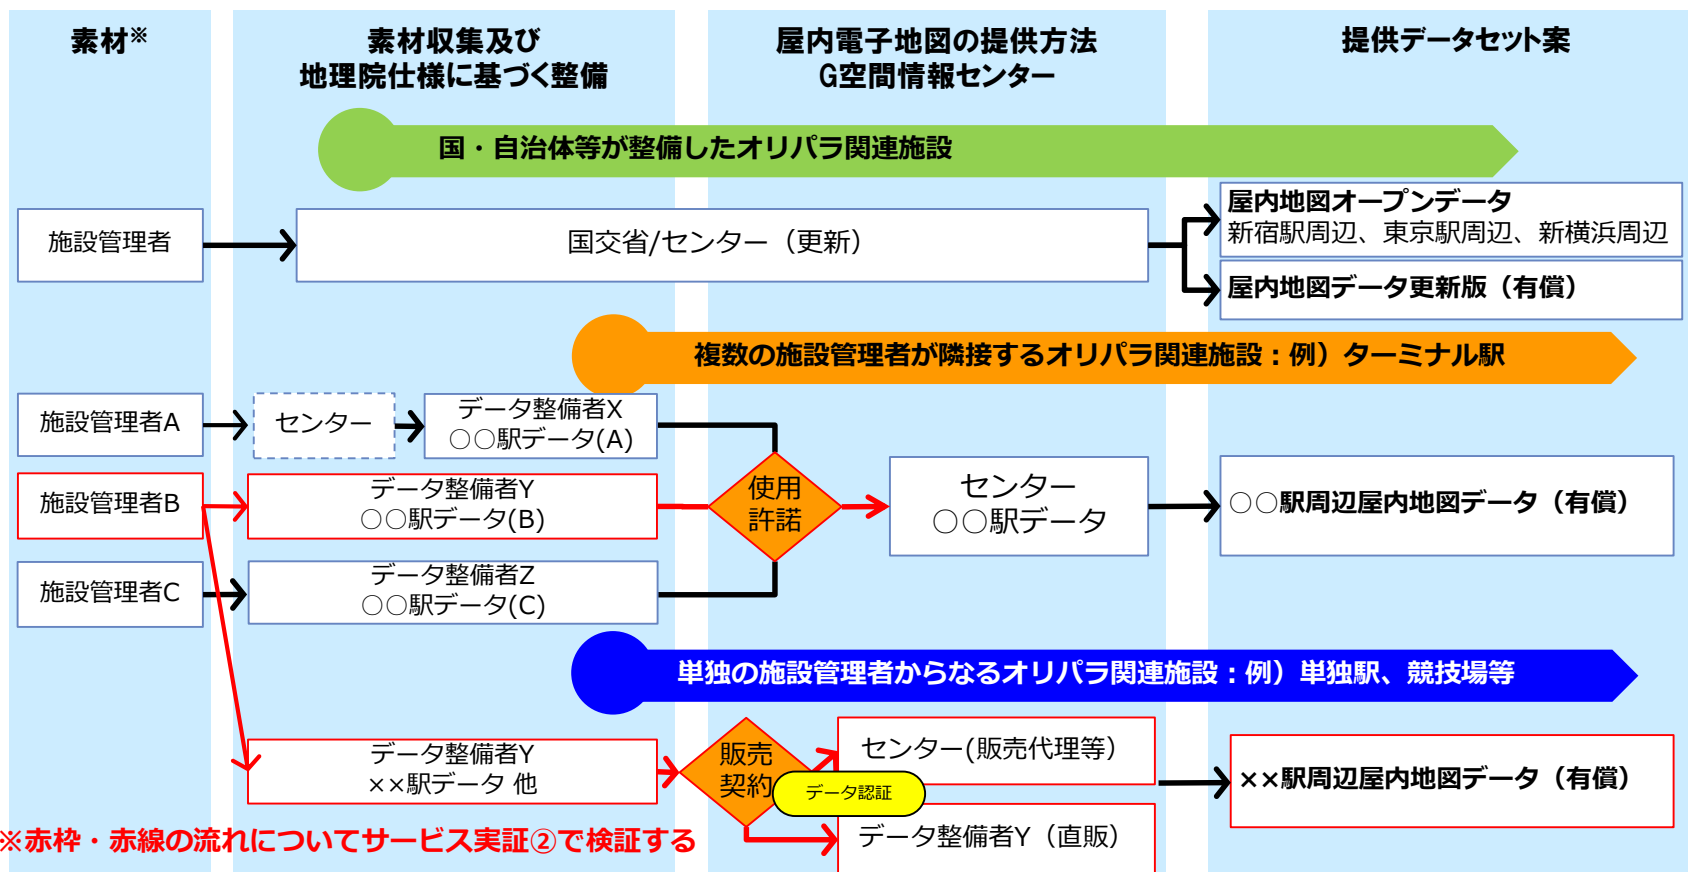 素材※
素材収集及び
地理院仕様に基づく整備
屋内電子地図の提供方法
G空間情報センター
提供データセット案
国・自治体等が整備したオリパラ関連施設
施設管理者
国交省/センター（更新）
屋内地図オープンデータ
新宿駅周辺、東京駅周辺、新横浜周辺
屋内地図データ更新版（有償）
複数の施設管理者が隣接するオリパラ関連施設：例）ターミナル駅
施設管理者A
センター
データ整備者X
○○駅データ(A)
施設管理者B
データ整備者Y
○○駅データ(B)
使用
許諾
センター
○○駅データ
○○駅周辺屋内地図データ（有償）
施設管理者C
データ整備者Z
○○駅データ(C)
単独の施設管理者からなるオリパラ関連施設：例）単独駅、競技場等
データ整備者Y
××駅データ 他
販売
契約
センター(販売代理等）
データ認証
データ整備者Y（直販）
××駅周辺屋内地図データ（有償）
※赤枠・赤線の流れについてサービス実証②で検証する